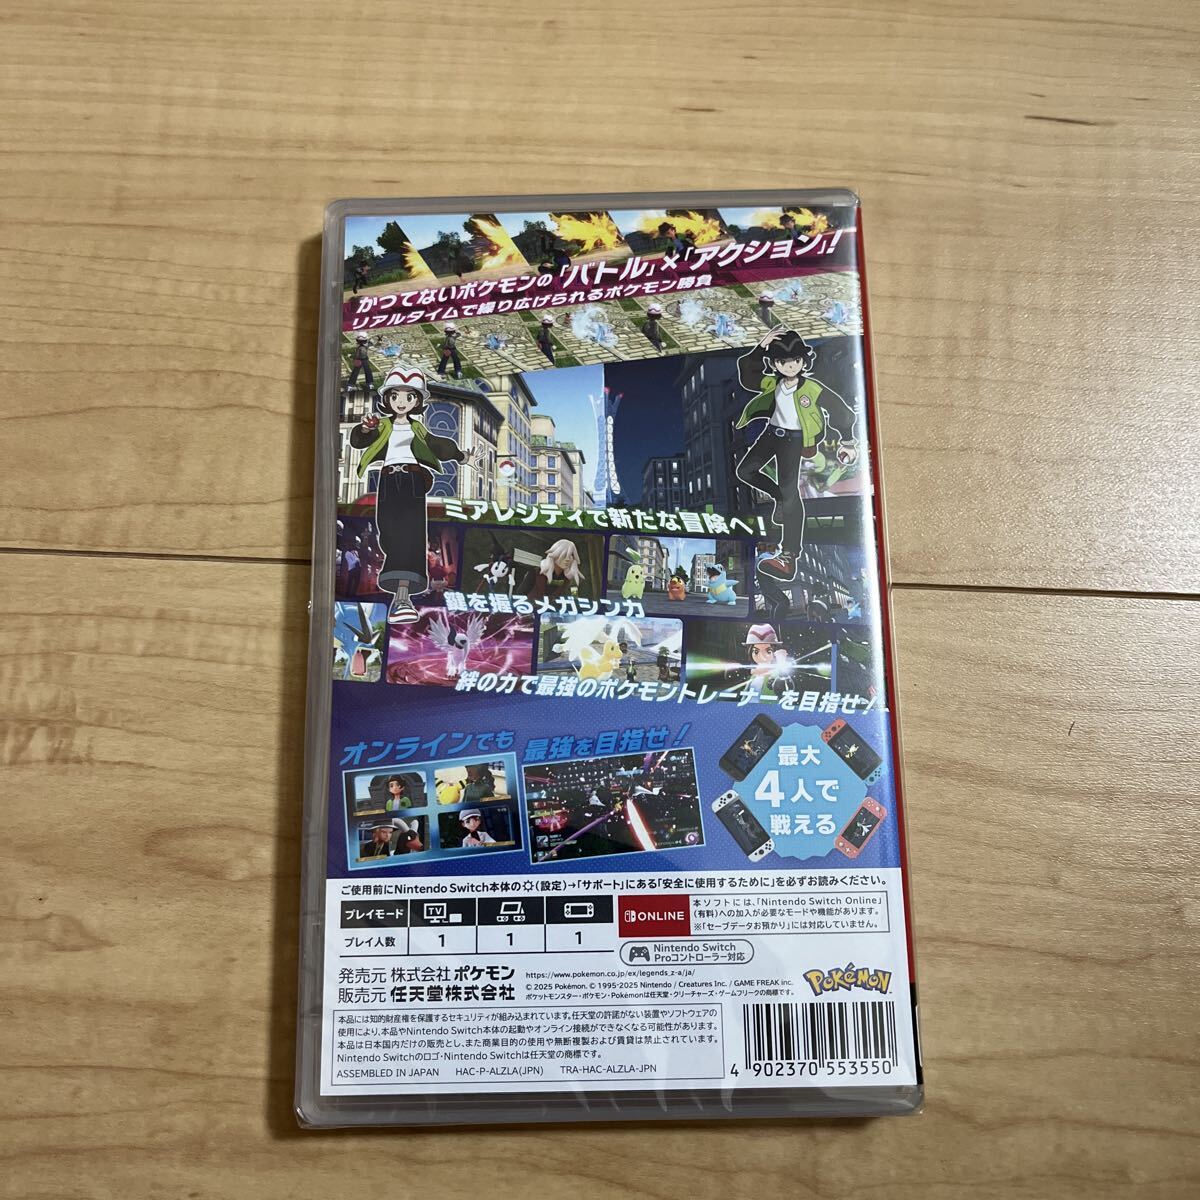 かつてないポケモンの「バトル」×「アクション」!
リアルタイムで繰り広げられるポケモン勝負
ミアレシティで新たな冒険へ!
鍵を握るメガシンカ
絆の力で最強のポケモントレーナーを目指せ!
オンラインでも 最強を目指せ!
最大
4人で
戦える
ご使用前にNintendo Switch本体の(設定)→「サポート」にある「安全に使用するために」を必ずお読みください。
プレイモード TV
プレイ人数 1 1 1
ONLINE
本ソフトには、「Nintendo Switch Online」
(有料)への加入が必要なモードや機能があります。
※「セーブデータお預かり」には対応していません。
Nintendo Switch
Proコントローラー対応
発売元 株式会社ポケモン
販売元 任天堂株式会社
https://www.pokemon.co.jp/ex/legends_z-a/ja/
© 2025 Pokémon. © 1995-2025 Nintendo / Creatures Inc. / GAME FREAK inc.
ポケットモンスター・ポケモン・Pokémonは任天堂・クリーチャーズ・ゲームフリークの商標です。
POKéMON
本品には知的財産権を保護するセキュリティが組み込まれています。任天堂の許諾がない装置やソフトウェアの
使用により、本品やNintendo Switch本体の起動やオンライン接続ができなくなる可能性があります。
本品は日本国内だけの販売とし、また商業目的の使用や無断複製および賃貸は禁止されています。
Nintendo Switchのロゴ・Nintendo Switchは任天堂の商標です。
ASSEMBLED IN JAPAN HAC-P-ALZLA(JPN) TRA-HAC-ALZLA-JPN
4 902370 553550